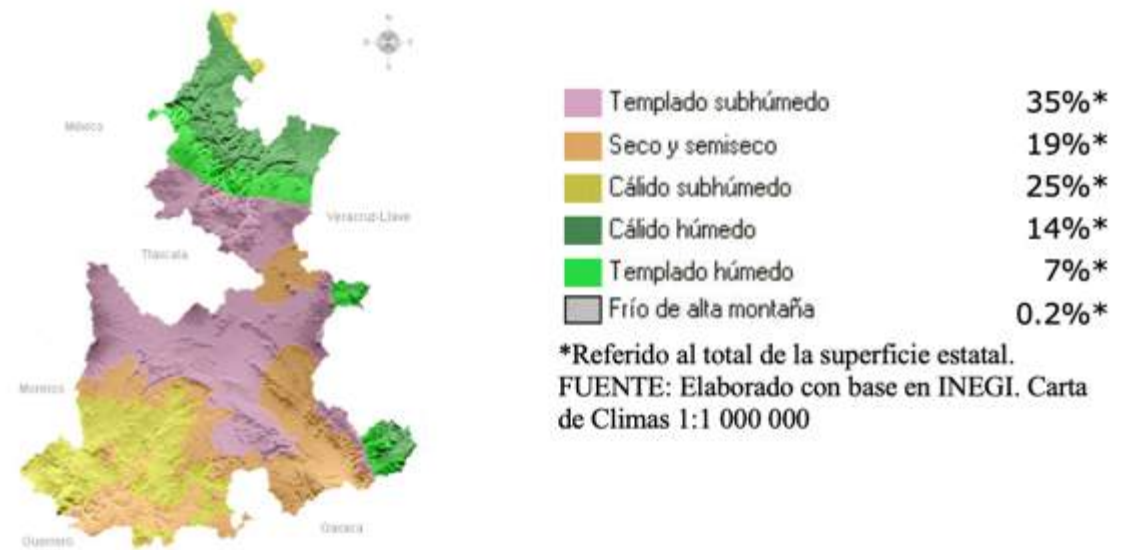 México
Veracruz-Llave
Tlaxcala
Morelos
Guerrero
Oaxaca
Templado subhúmedo 35%*
Seco y semiseco 19%*
Cálido subhúmedo 25%*
Cálido húmedo 14%*
Templado húmedo 7%*
Frío de alta montaña 0.2%*
*Referido al total de la superficie estatal.
FUENTE: Elaborado con base en INEGI. Carta
de Climas 1:1 000 000